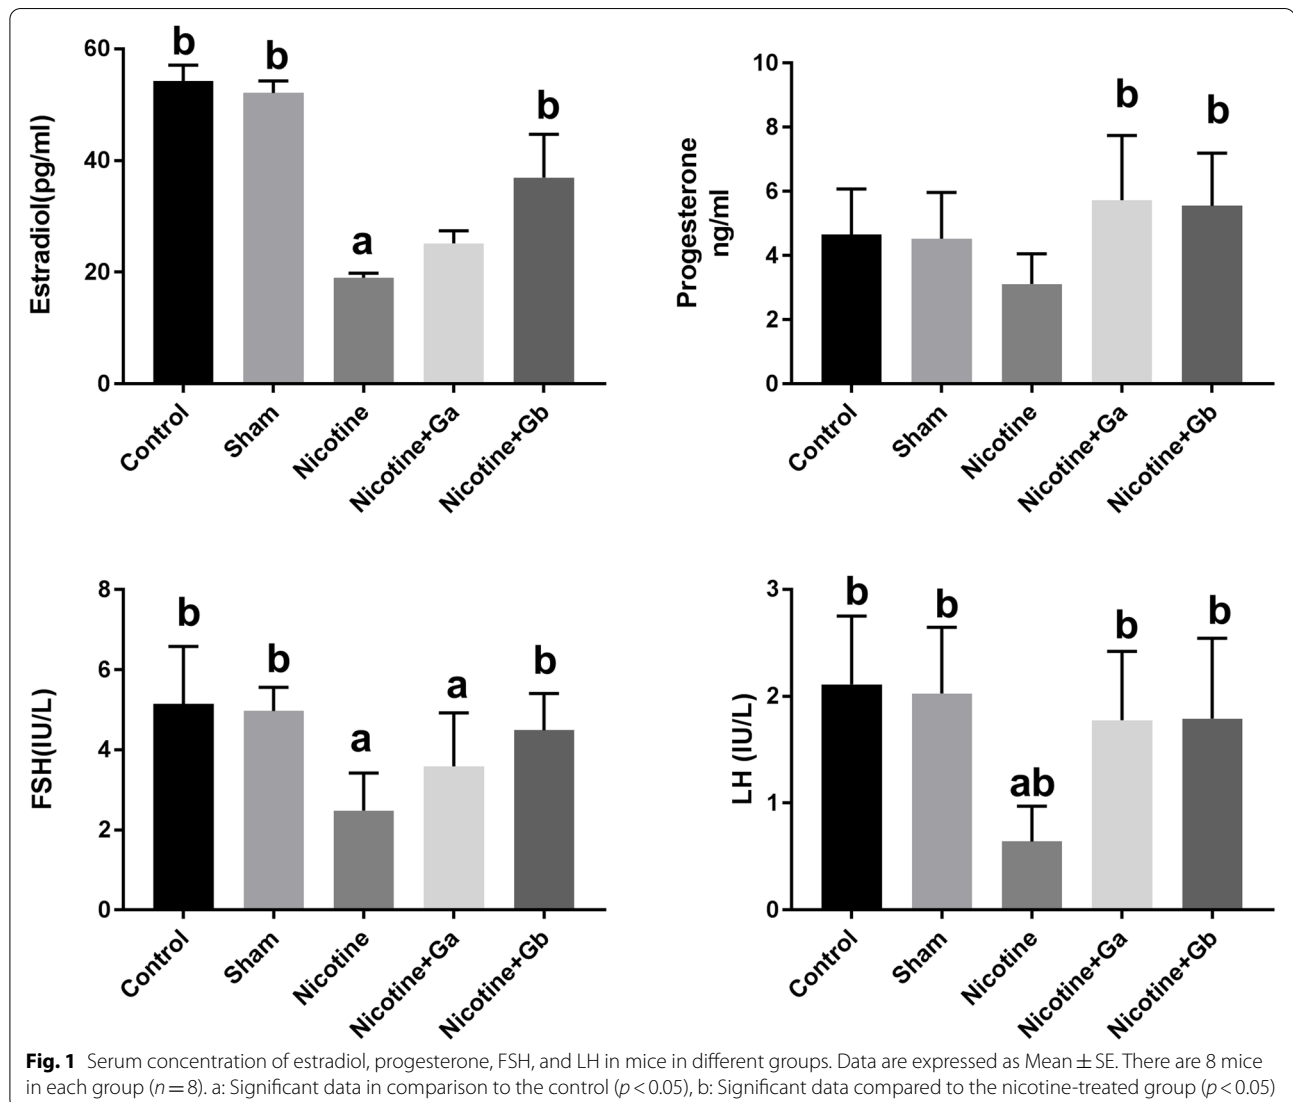 Estradiol(pg/ml)
60
40
20
0
b
b
a
b
Control
Sham
Nicotine
Nicotine+Ga
Nicotine+Gb
Progesterone
ng/ml
10
8
6
4
2
0
b
b
Control
Sham
Nicotine
Nicotine+Ga
Nicotine+Gb
FSH(IU/L)
8
6
4
2
0
b
b
a
a
b
Control
Sham
Nicotine
Nicotine+Ga
Nicotine+Gb
LH (IU/L)
3
2
1
0
b
b
ab
b
b
Control
Sham
Nicotine
Nicotine+Ga
Nicotine+Gb
Fig. 1 Serum concentration of estradiol, progesterone, FSH, and LH in mice in different groups. Data are expressed as Mean ± SE. There are 8 mice
in each group (n = 8). a: Significant data in comparison to the control (p < 0.05), b: Significant data compared to the nicotine-treated group (p < 0.05)